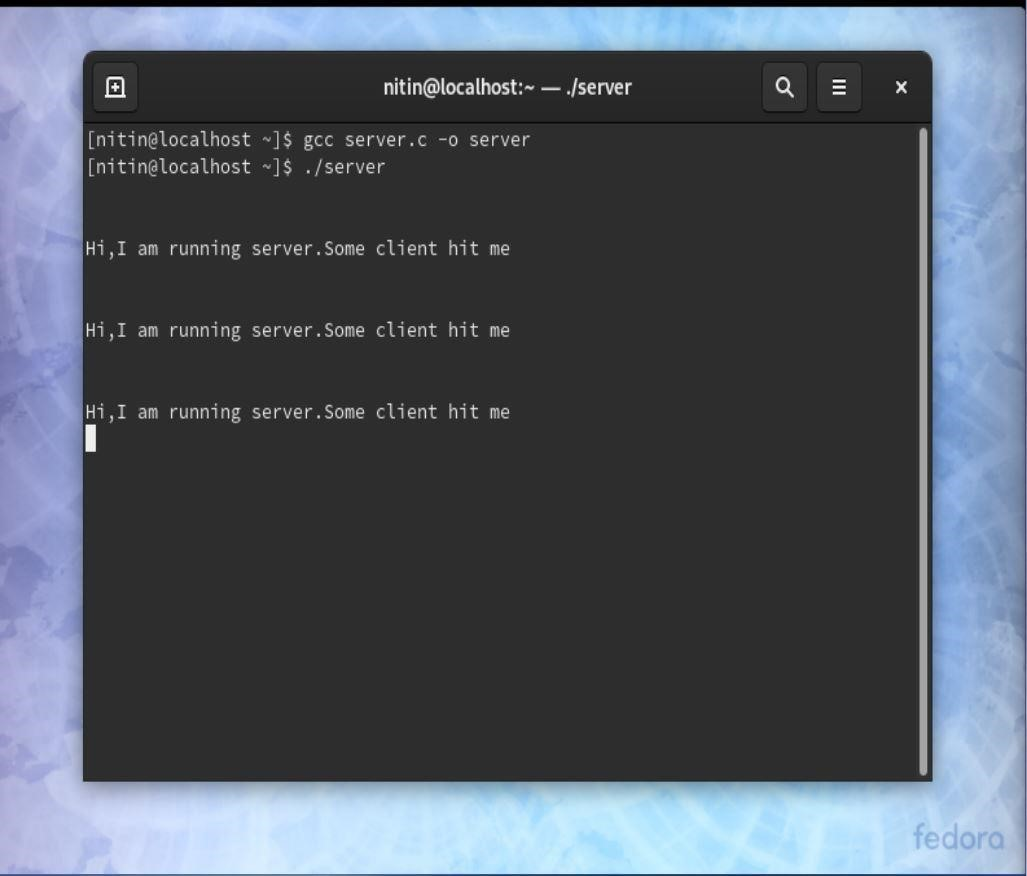 nitin@localhost:~ — ./server
[nitin@localhost ~]$ gcc server.c -o server
[nitin@localhost ~]$ ./server
Hi,I am running server.Some client hit me
Hi,I am running server.Some client hit me
Hi,I am running server.Some client hit me
fedora